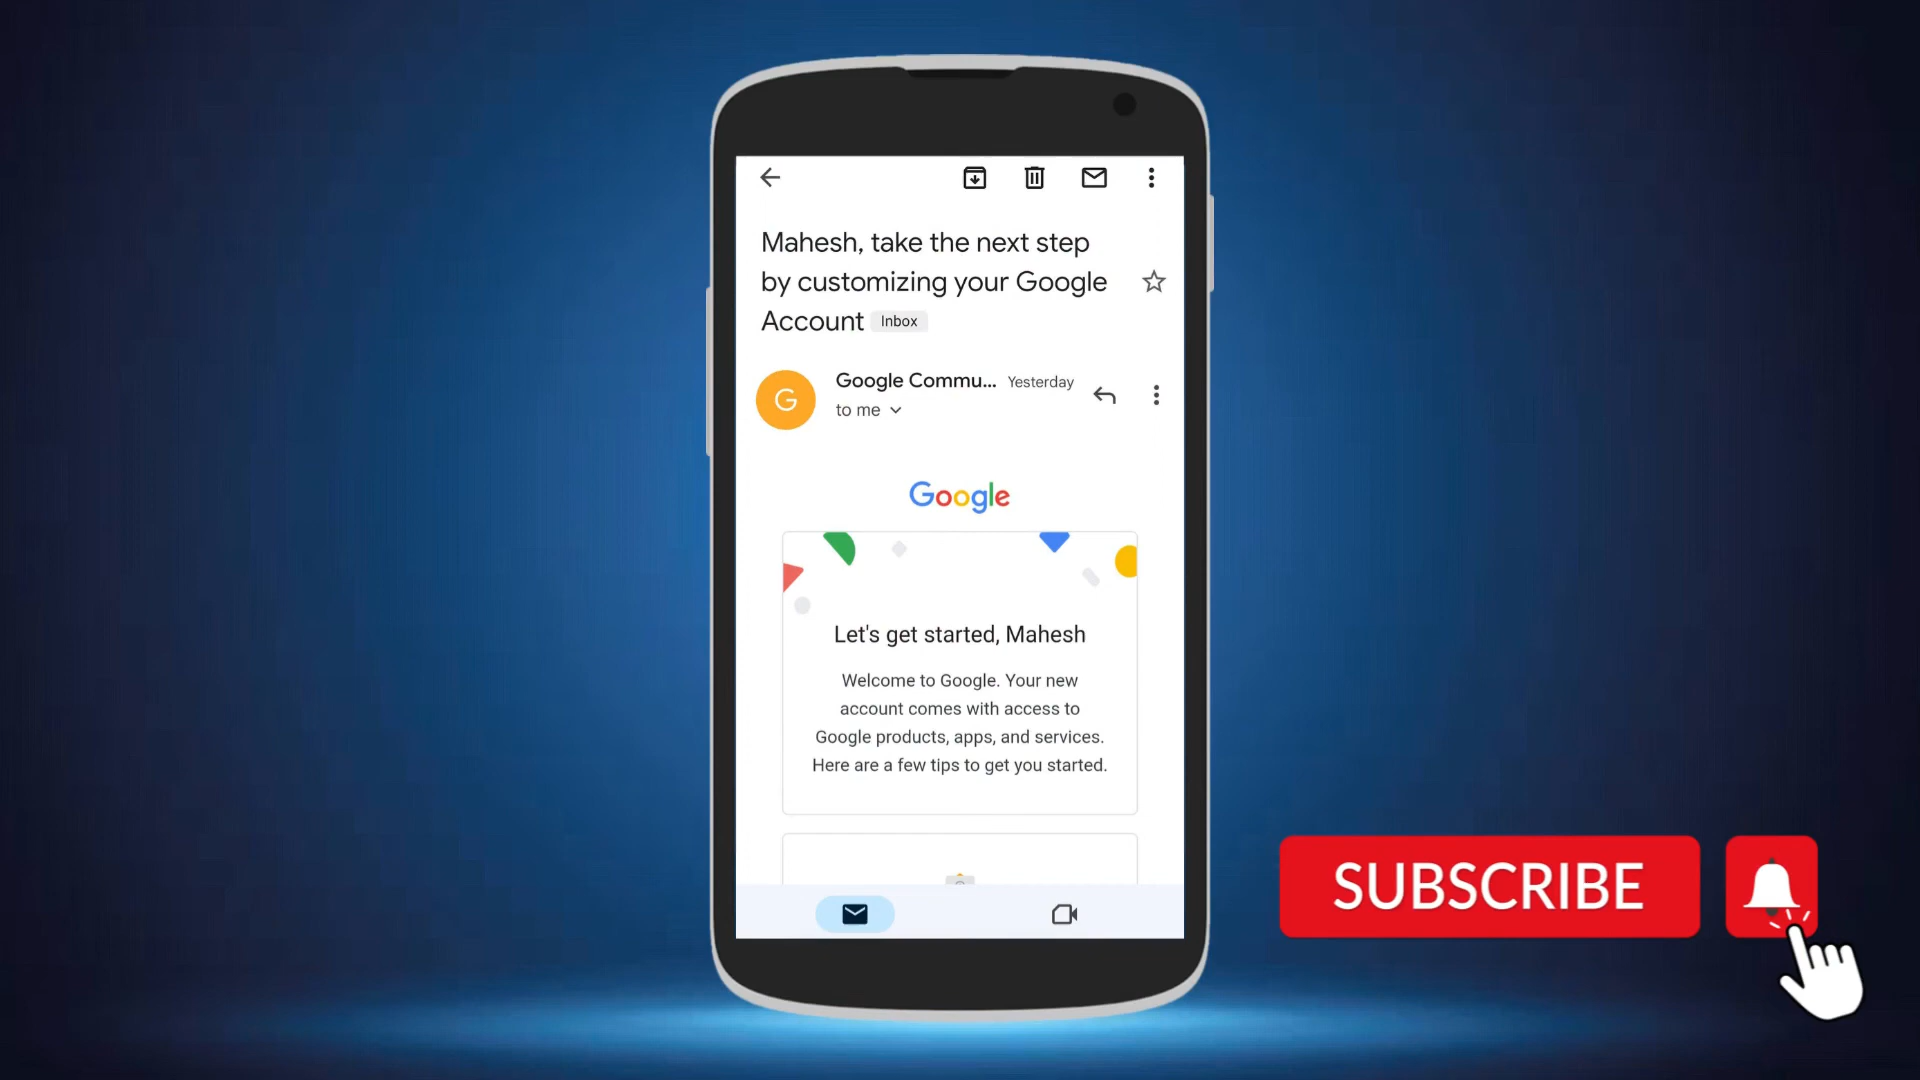 Mahesh, take the next step
by customizing your Google
Account Inbox
G
Google Commu... Yesterday
to me
Google
Let's get started, Mahesh
Welcome to Google. Your new
account comes with access to
Google products, apps, and services.
Here are a few tips to get you started.
SUBSCRIBE